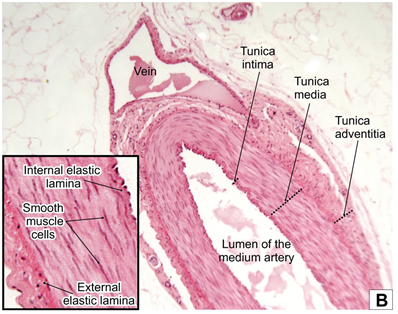 Vein
Tunica
intima
Tunica
media
Tunica
adventitia
Internal elastic
lamina
Smooth
muscle
cells
External
elastic lamina
Lumen of the
medium artery
B